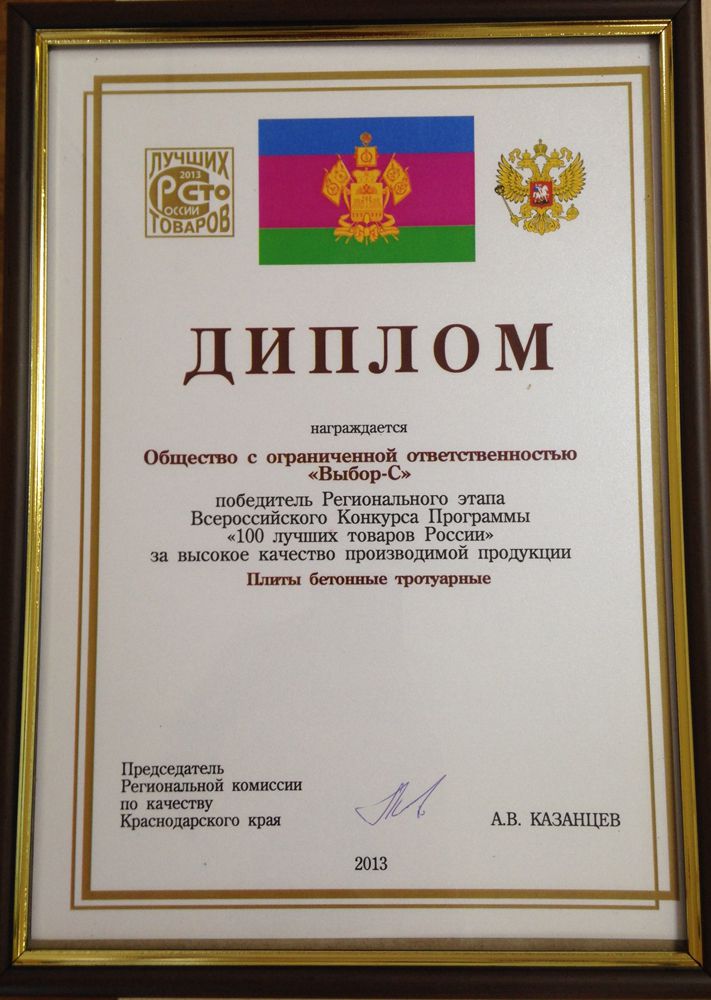 ЛУЧШИХ
2013
СТО
РОССИИ
ТОВАРОВ
ДИПЛОМ
награждается
Общество с ограниченной ответственностью
«Выбор-С»
победитель Регионального этапа
Всероссийского Конкурса Программы
«100 лучших товаров России»
за высокое качество производимой продукции
Плиты бетонные тротуарные
Председатель
Региональной комиссии
по качеству
Краснодарского края
А.В. КАЗАНЦЕВ
2013